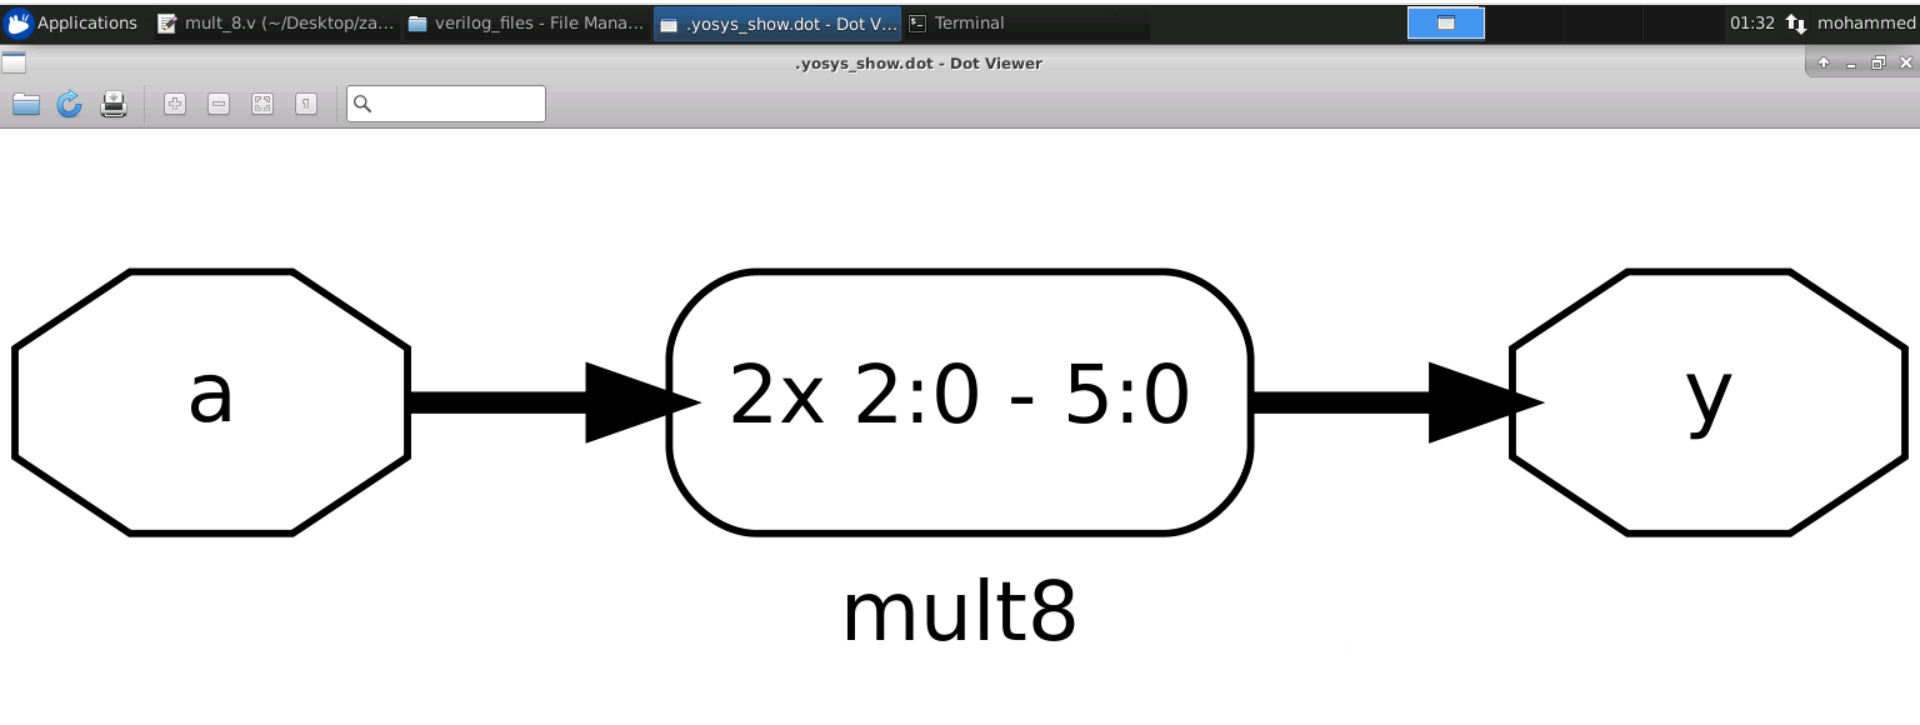 Applications mult_8.v (~/Desktop/za... verilog_files - File Mana... .yosys_show.dot - Dot V... Terminal 01:32 mohammed
.yosys_show.dot - Dot Viewer
a 2x 2:0 - 5:0 y
mult8